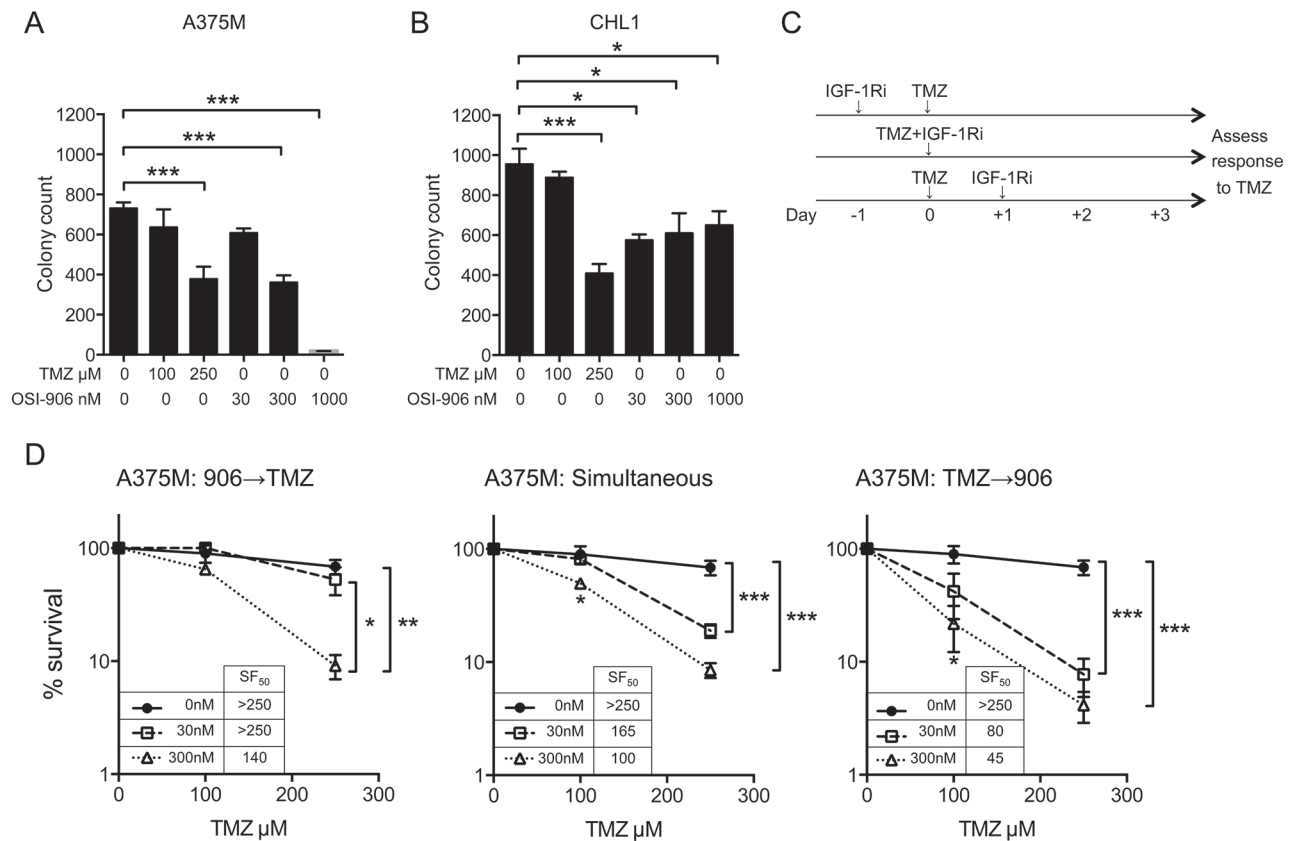 A
A375M
***
***
***
1200
1000
800
600
400
200
0
Colony count
TMZ µM 0 100 250 0 0 0
OSI-906 nM 0 0 0 30 300 1000
B
CHL1
*
*
*
***
1200
1000
800
600
400
200
0
Colony count
TMZ µM 0 100 250 0 0 0
OSI-906 nM 0 0 0 30 300 1000
C
IGF-1Ri TMZ
TMZ+IGF-1Ri
TMZ IGF-1Ri
Day -1 0 +1 +2 +3
Assess
response
to TMZ
D
A375M: 906→TMZ
% survival
100
10
1
* **
SF50
0nM >250
30nM >250
300nM 140
0 100 200 300
TMZ µM
A375M: Simultaneous
100
10
1
*
*** ***
SF50
0nM >250
30nM 165
300nM 100
0 100 200 300
TMZ µM
A375M: TMZ→906
100
10
1
*
*** ***
SF50
0nM >250
30nM 80
300nM 45
0 100 200 300
TMZ µM